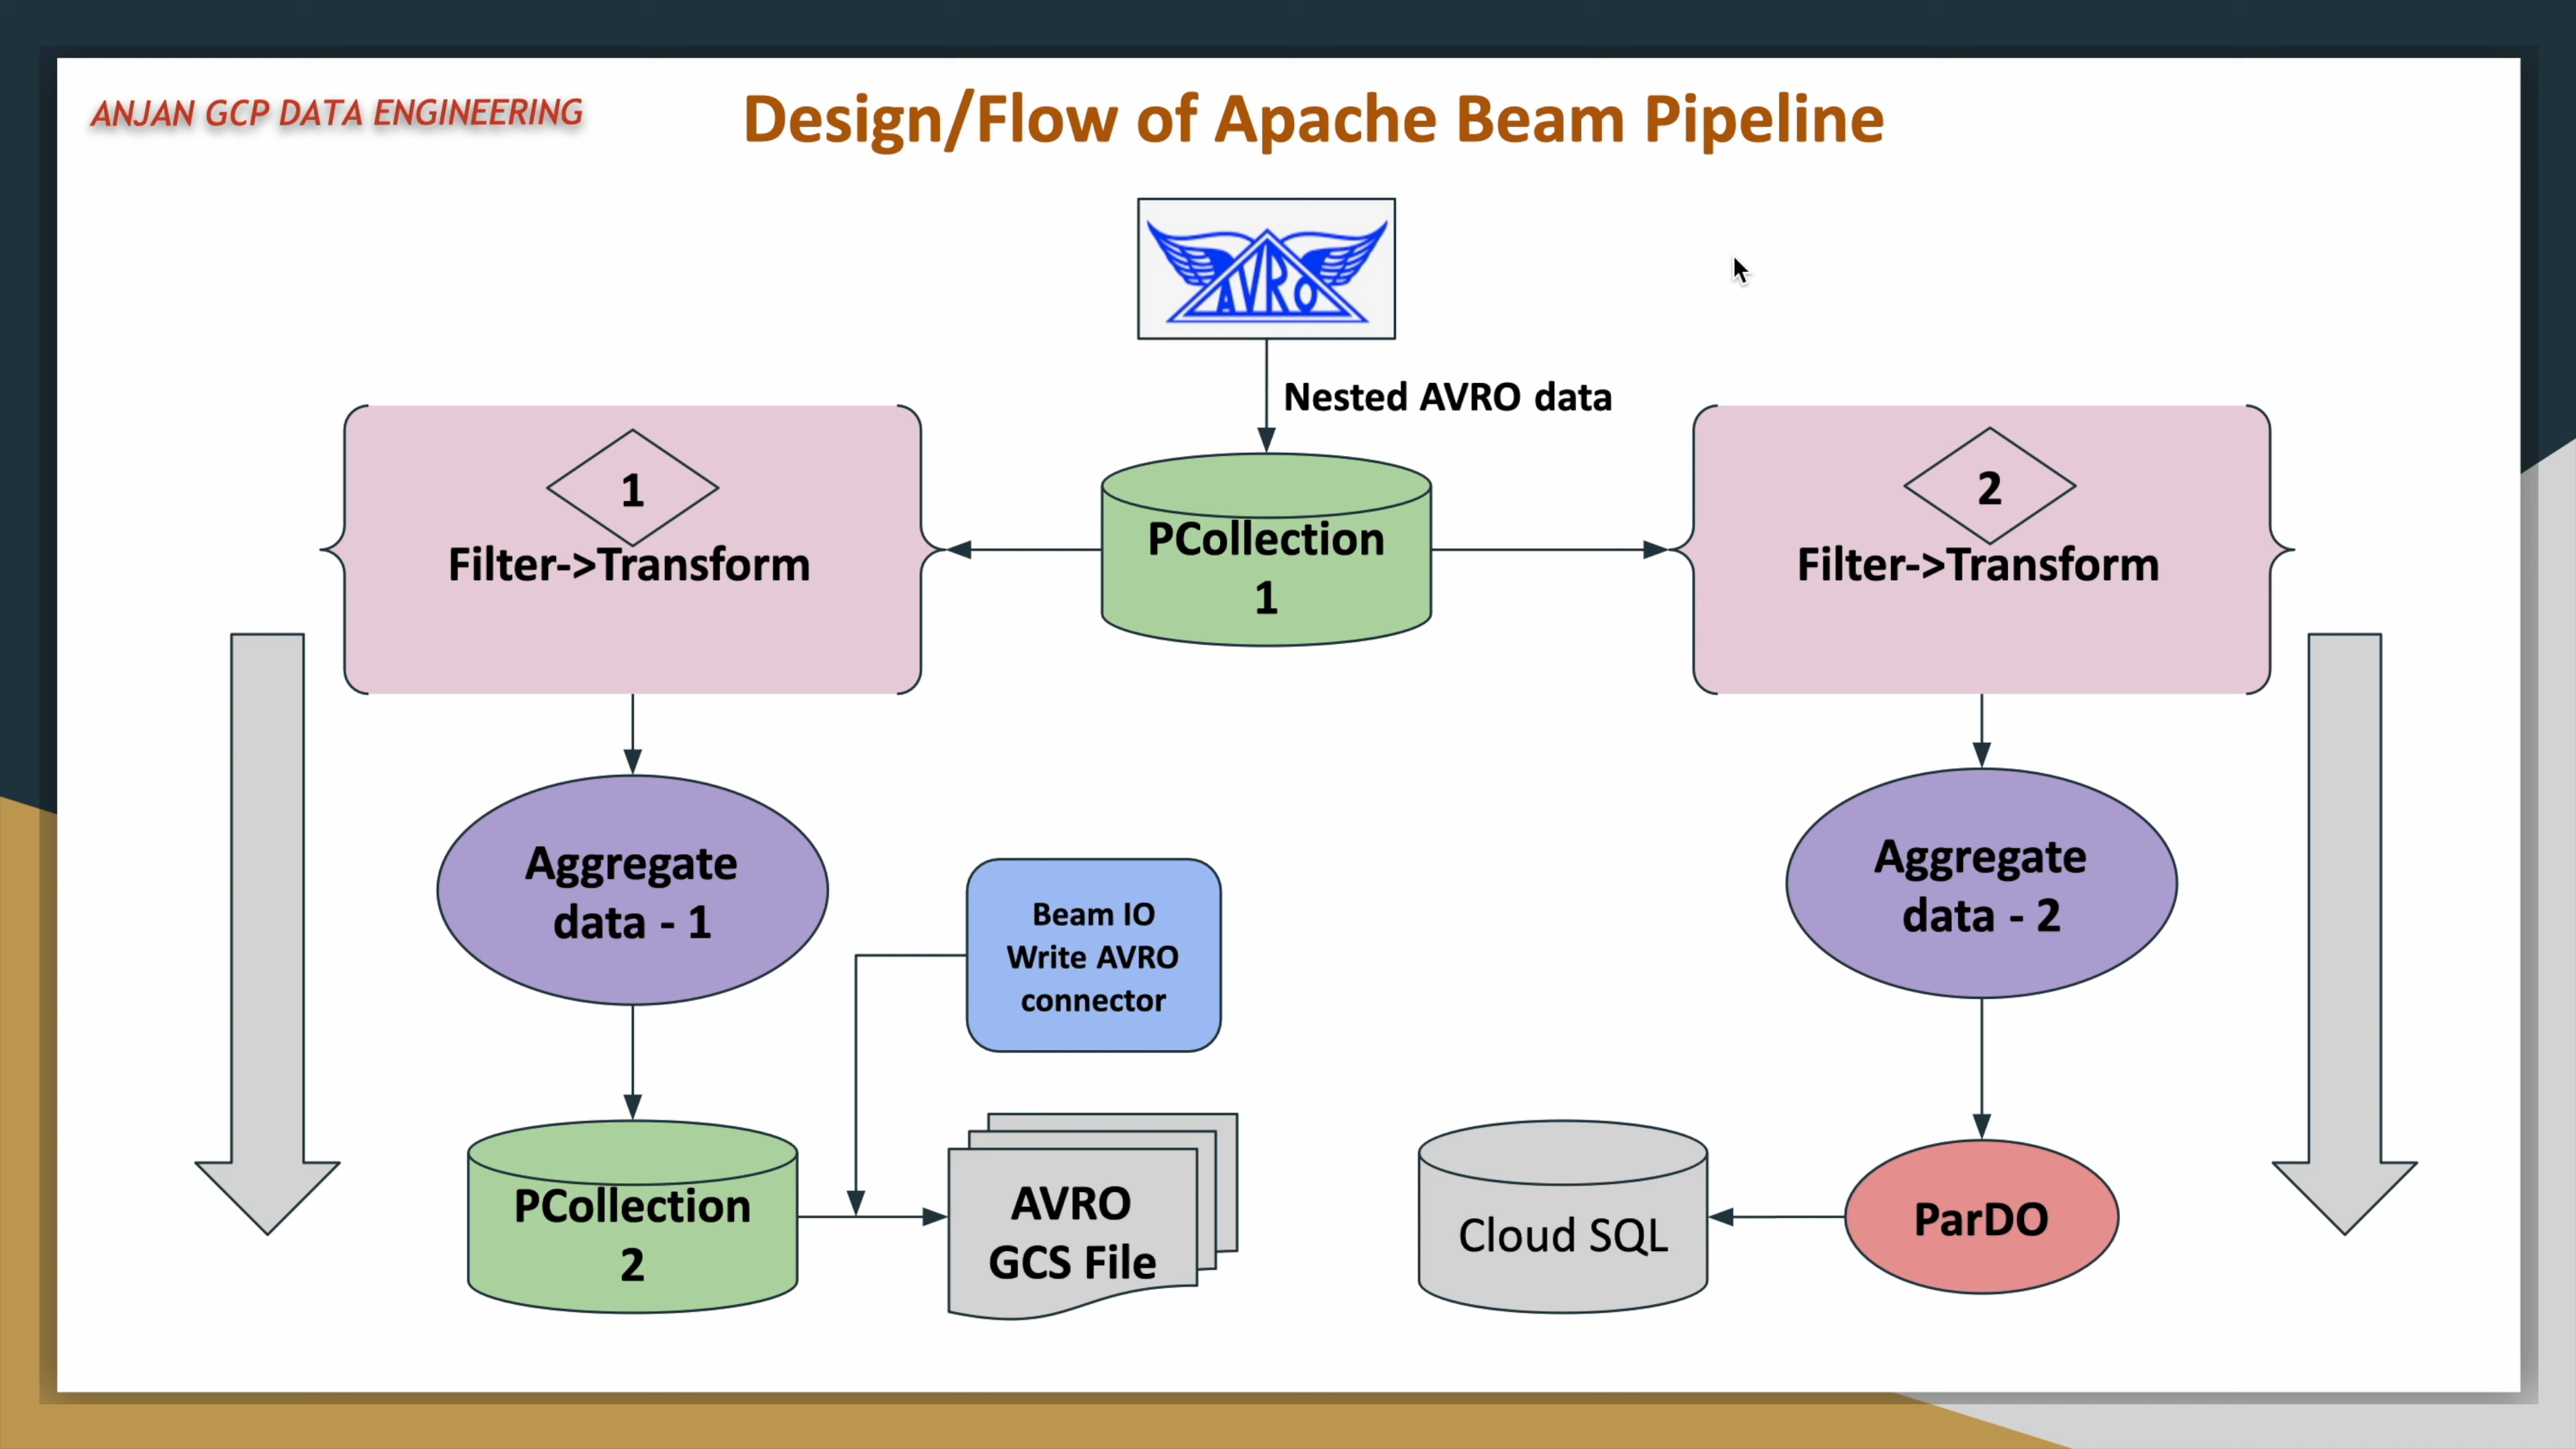 ANJAN GCP DATA ENGINEERING
Design/Flow of Apache Beam Pipeline
AVRO
Nested AVRO data
1
Filter->Transform
PCollection
1
2
Filter->Transform
Aggregate
data - 1
Beam IO
Write AVRO
connector
Aggregate
data - 2
PCollection
2
AVRO
GCS File
Cloud SQL
ParDO